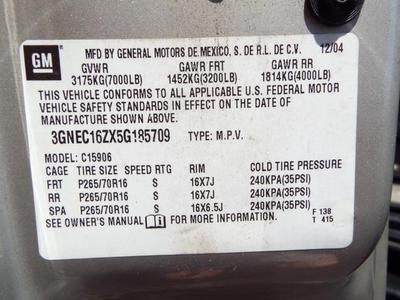 GM
MFD BY GENERAL MOTORS DE MEXICO, S. DE R.L. DE C.V. 12/04
GVWR GAWR FRT GAWR RR
3175KG(7000LB) 1452KG(3200LB) 1814KG(4000LB)
THIS VEHICLE CONFORMS TO ALL APPLICABLE U.S. FEDERAL MOTOR
VEHICLE SAFETY STANDARDS IN EFFECT ON THE DATE OF
MANUFACTURE SHOWN ABOVE.
3GNEC16ZX5G185709 TYPE: M.P.V.
MODEL: C15906
CAGE TIRE SIZE SPEED RTG RIM COLD TIRE PRESSURE
FRT P265/70R16 S 16X7J 240KPA(35PSI)
RR P265/70R16 S 16X7J 240KPA(35PSI)
SPA P265/70R16 S 16X6.5J 240KPA(35PSI)
SEE OWNER'S MANUAL FOR MORE INFORMATION F 138
T 415